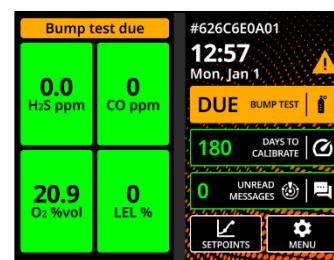 Bump test due
0.0
H₂S ppm
0
CO ppm
20.9
O₂ %vol
0
LEL %
#626C6E0A01
12:57
Mon, Jan 1
DUE BUMP TEST
180 DAYS TO CALIBRATE
0 UNREAD MESSAGES
SETPOINTS
MENU